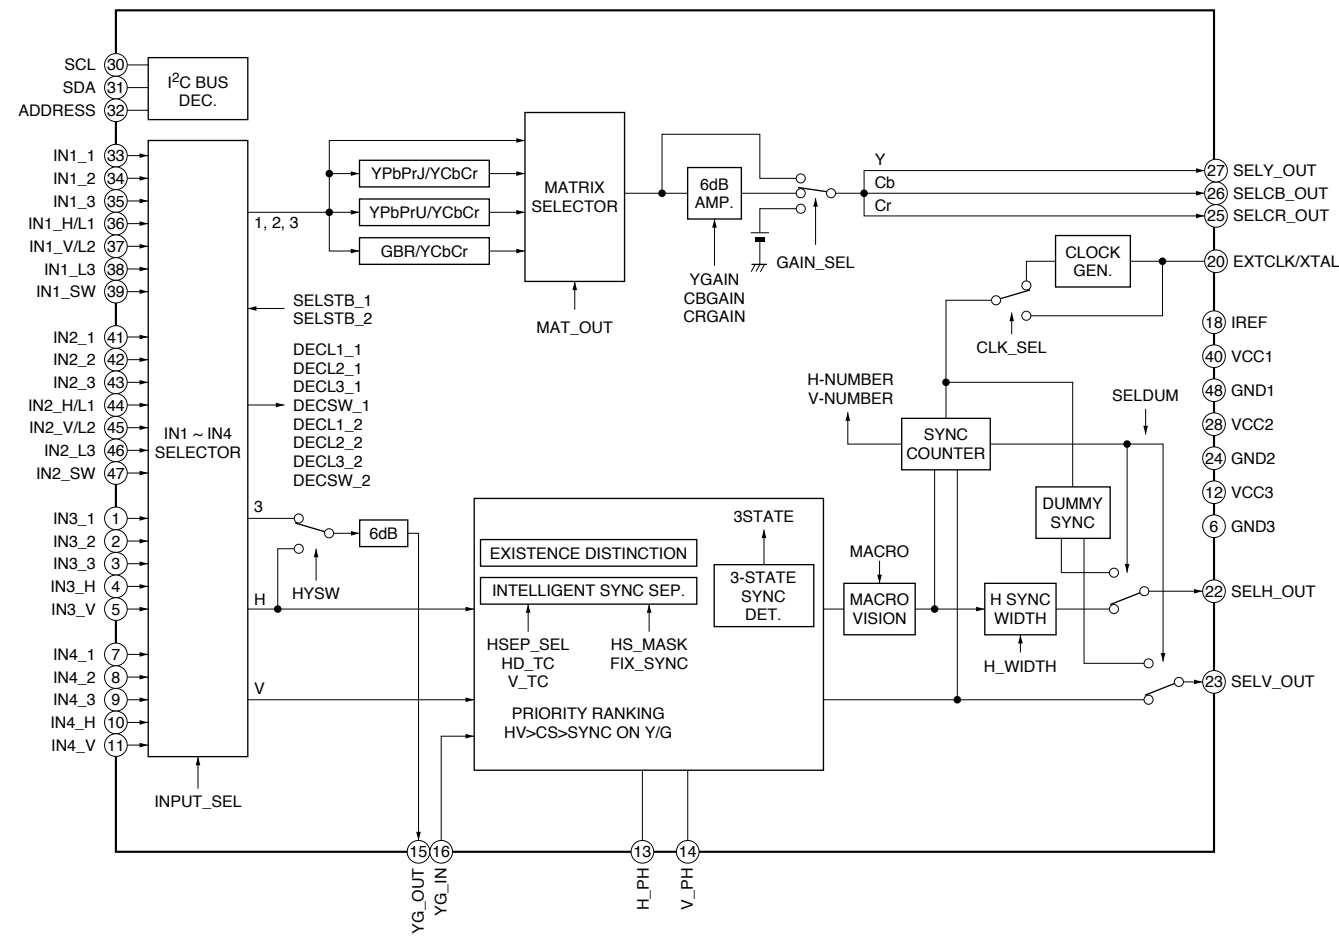 SCL 30
SDA 31
ADDRESS 32
I2C BUS
DEC.
IN1_1 33
IN1_2 34
IN1_3 35
IN1_H/L1 36
IN1_V/L2 37
IN1_L3 38
IN1_SW 39
IN2_1 41
IN2_2 42
IN2_3 43
IN2_H/L1 44
IN2_V/L2 45
IN2_L3 46
IN2_SW 47
IN3_1 1
IN3_2 2
IN3_3 3
IN3_H 4
IN3_V 5
IN4_1 7
IN4_2 8
IN4_3 9
IN4_H 10
IN4_V 11
IN1 ~ IN4
SELECTOR
INPUT_SEL
1, 2, 3
YPbPrJ/YCbCr
YPbPrU/YCbCr
GBR/YCbCr
MATRIX
SELECTOR
MAT_OUT
6dB
AMP.
YGAIN
CBGAIN
CRGAIN
GAIN_SEL
Y
Cb
Cr
27 SELY_OUT
26 SELCB_OUT
25 SELCR_OUT
SELSTB_1
SELSTB_2
DECL1_1
DECL2_1
DECL3_1
DECSW_1
DECL1_2
DECL2_2
DECL3_2
DECSW_2
CLOCK
GEN.
20 EXTCLK/XTAL
CLK_SEL
18 IREF
40 VCC1
48 GND1
28 VCC2
24 GND2
12 VCC3
6 GND3
H-NUMBER
V-NUMBER
SYNC
COUNTER
SELDUM
DUMMY
SYNC
3
6dB
HYSW
H
V
EXISTENCE DISTINCTION
INTELLIGENT SYNC SEP.
HSEP_SEL
HD_TC
V_TC
HS_MASK
FIX_SYNC
3STATE
3-STATE
SYNC
DET.
PRIORITY RANKING
HV>CS>SYNC ON Y/G
MACRO
MACRO
VISION
H SYNC
WIDTH
H_WIDTH
22 SELH_OUT
23 SELV_OUT
15 YG_OUT
16 YG_IN
13 H_PH
14 V_PH